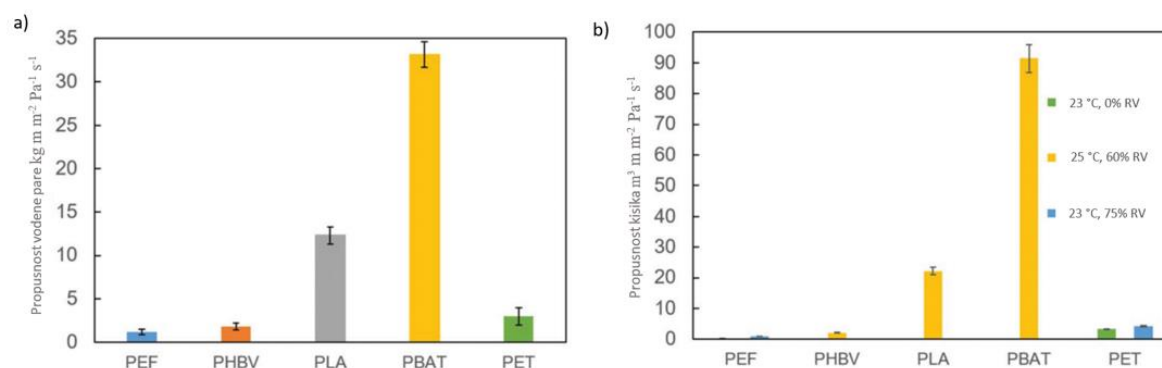 a)
Propusnost vodene pare kg m m⁻² Pa⁻¹ s⁻¹
35
30
25
20
15
10
5
0
PEF PHBV PLA PBAT PET
b)
Propusnost kisika m³ m m⁻² Pa⁻¹ s⁻¹
100
90
80
70
60
50
40
30
20
10
0
PEF PHBV PLA PBAT PET
23 °C, 0% RV
25 °C, 60% RV
23 °C, 75% RV